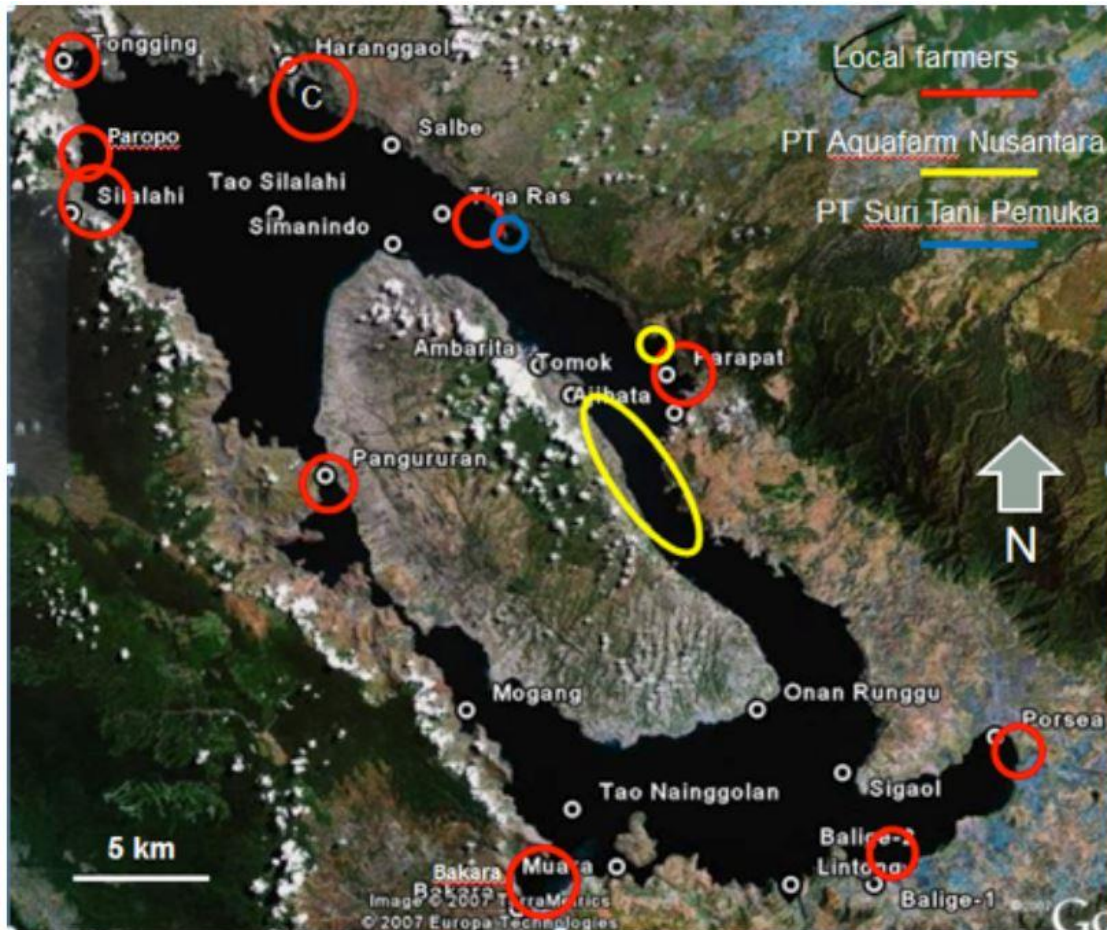 Tongging
Haranggaol
Local farmers
C
Salbe
Paropo
PT Aquafarm Nusantara
Silalahi
Tao Silalahi
Tiga Ras
PT Suri Tani Pemuka
Simanindo
Ambarita
Tomok
Parapat
Ajibata
Pangururan
N
Mogang
Onan Runggu
Porsea
Sigaol
Tao Nainggolan
Balige-2
5 km
Bakara
Muara
Lintong
Bakara
Balige-1
Image © 2007 TerraMetrics
© 2007 Europa Technologies
Go